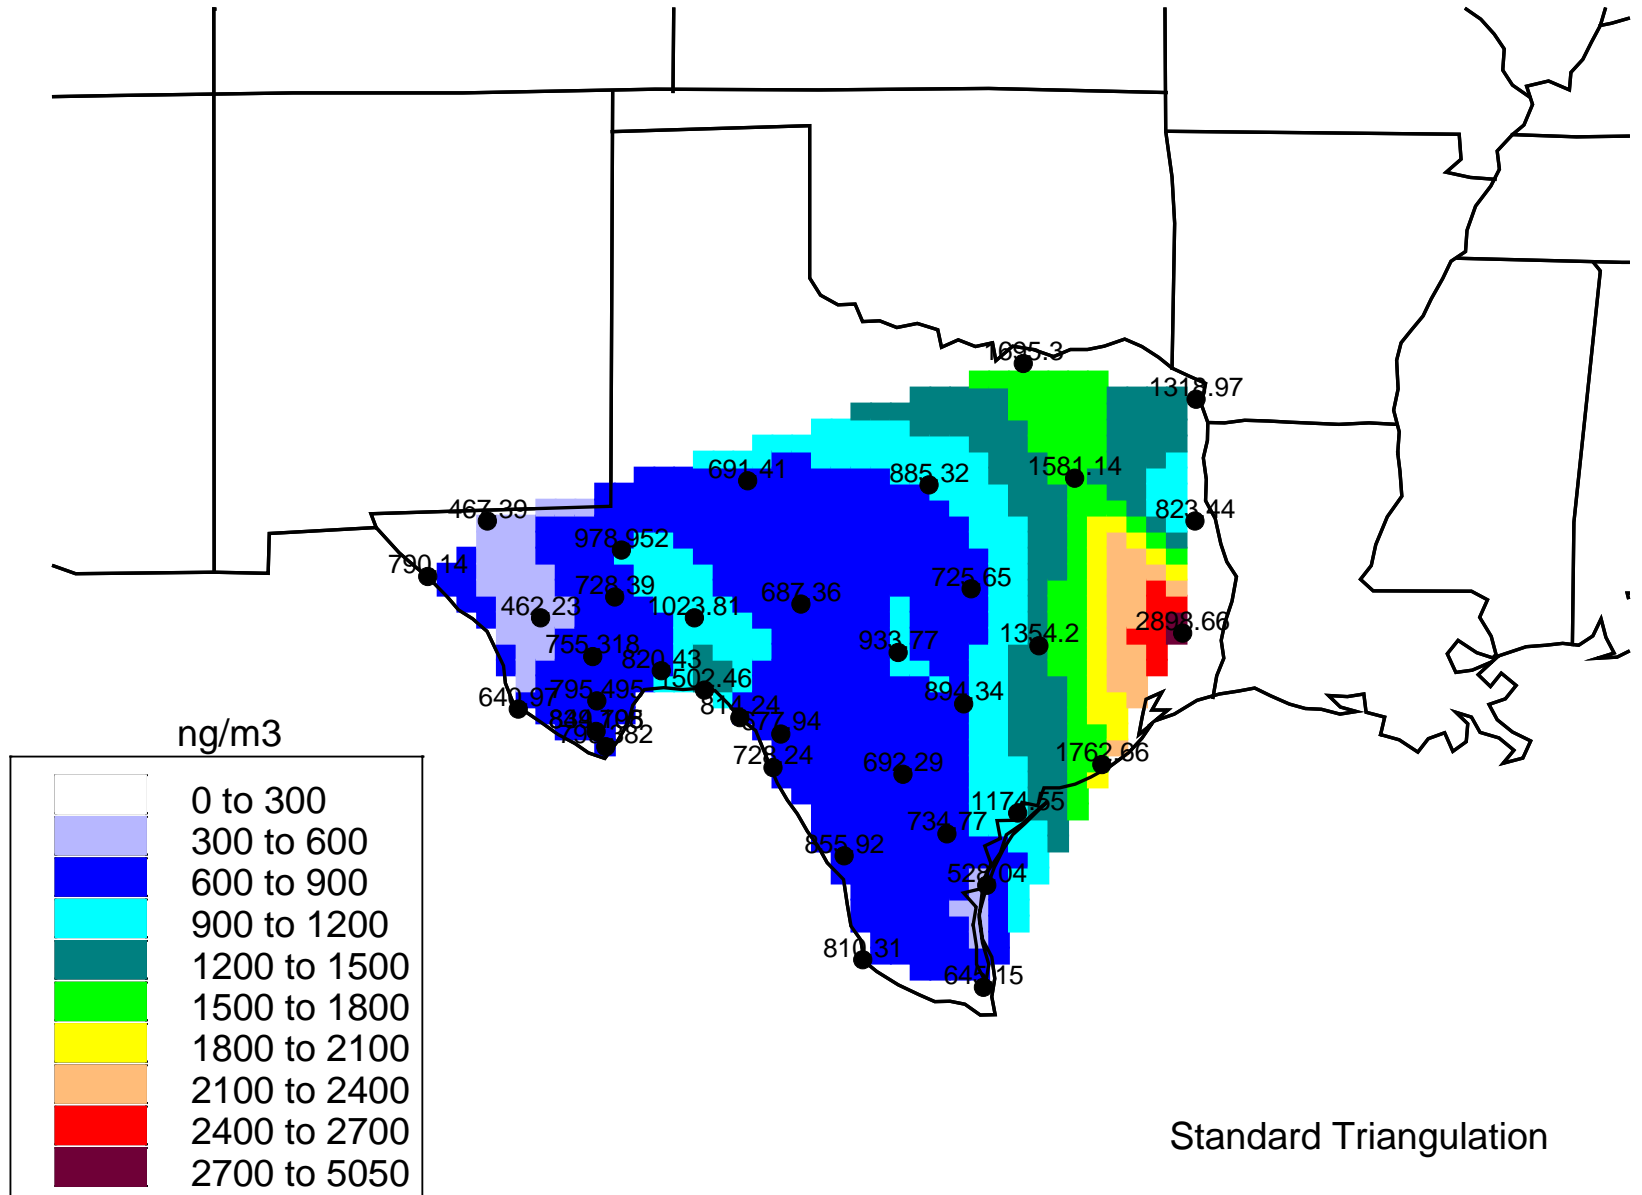 1695.3
1318.97
691.41
885.32
1581.14
467.39
823.44
978.952
790.14
728.39
687.36
725.65
462.23
1023.81
2898.66
1354.2
933.77
755.318
820.43
1502.46
795.495
640.97
894.34
814.24
877.94
728.24
692.29
1762.66
1174.55
734.77
855.92
528.04
810.31
645.15
ng/m3
0 to 300
300 to 600
600 to 900
900 to 1200
1200 to 1500
1500 to 1800
1800 to 2100
2100 to 2400
2400 to 2700
2700 to 5050
Standard Triangulation